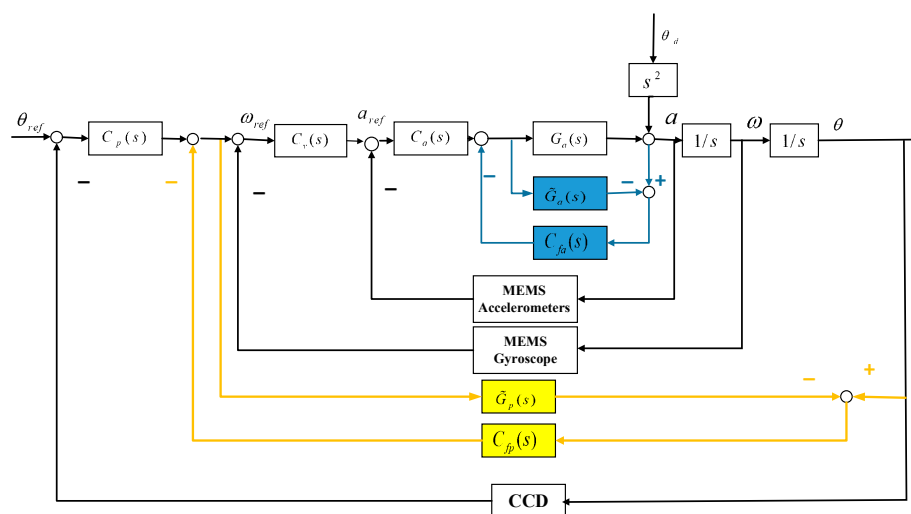 θ_d
s²
θ_ref
C_p(s)
ω_ref
C_v(s)
a_ref
C_a(s)
G_a(s)
a
1/s
ω
1/s
θ
−
−
−
−
−
−
+
G̃_a(s)
C_fa(s)
MEMS
Accelerometers
MEMS
Gyroscope
−
+
G̃_p(s)
C_fp(s)
CCD